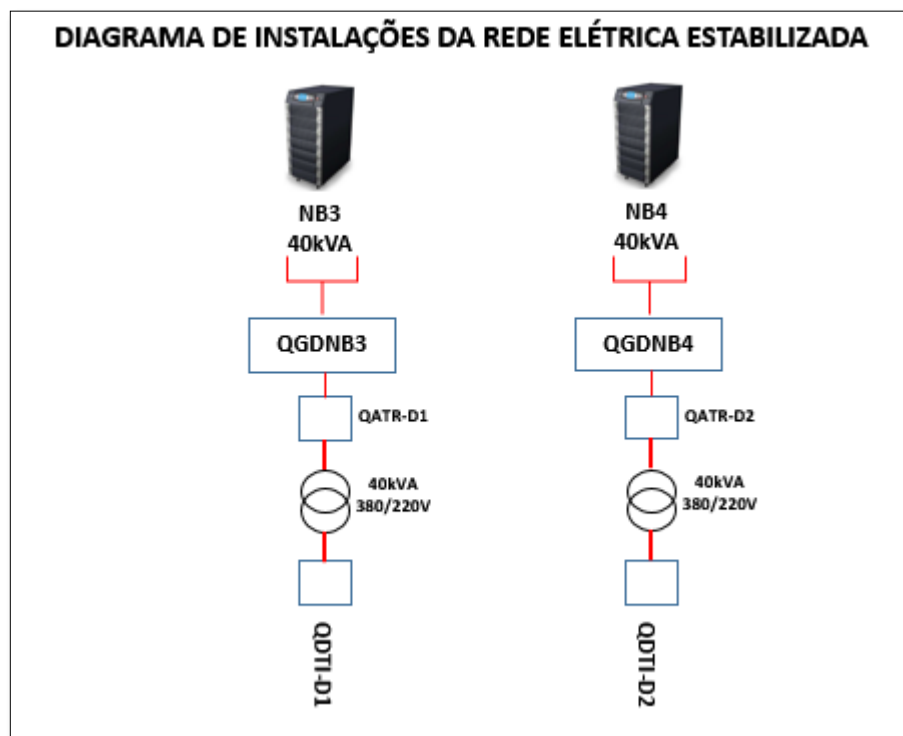 DIAGRAMA DE INSTALAÇÕES DA REDE ELÉTRICA ESTABILIZADA
NB3
40kVA
NB4
40kVA
QGDNB3
QGDNB4
QATR-D1
QATR-D2
40kVA
380/220V
40kVA
380/220V
QDTI-D1
QDTI-D2